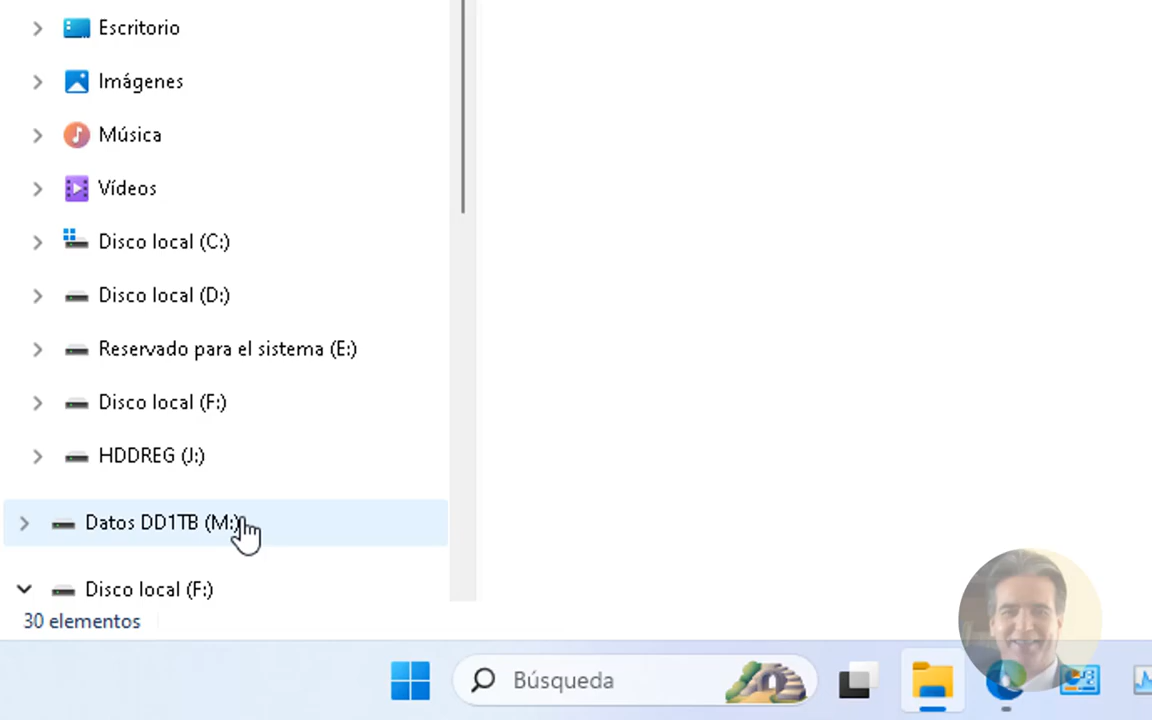 Escritorio
Imágenes
Música
Vídeos
Disco local (C:)
Disco local (D:)
Reservado para el sistema (E:)
Disco local (F:)
HDDREG (J:)
Datos DD1TB (M:)
Disco local (F:)
30 elementos
Búsqueda